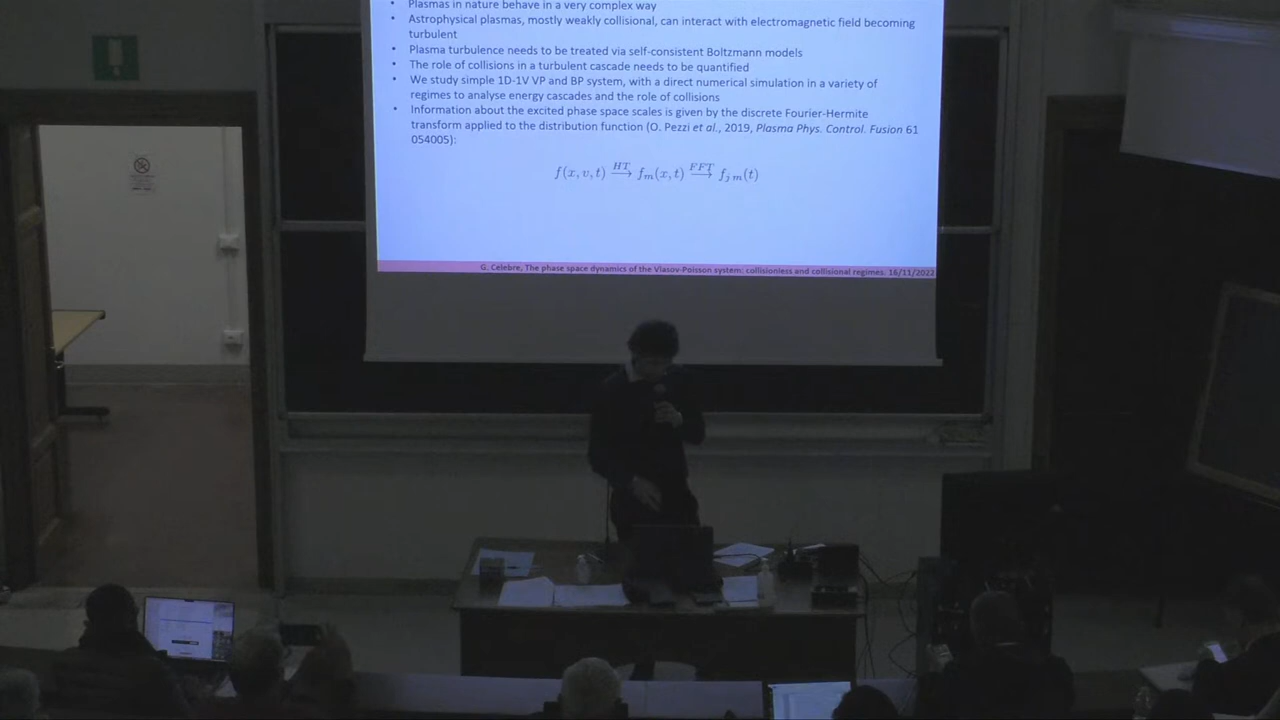 • Plasmas in nature behave in a very complex way
• Astrophysical plasmas, mostly weakly collisional, can interact with electromagnetic field becoming
turbulent
• Plasma turbulence needs to be treated via self-consistent Boltzmann models
• The role of collisions in a turbulent cascade needs to be quantified
• We study simple 1D-1V VP and BP system, with a direct numerical simulation in a variety of
regimes to analyse energy cascades and the role of collisions
• Information about the excited phase space scales is given by the discrete Fourier-Hermite
transform applied to the distribution function (O. Pezzi et al., 2019, Plasma Phys. Control. Fusion 61
054005):
f(x, v, t) \xrightarrow{HT} f_m(x, t) \xrightarrow{FFT} f_{j m}(t)
G. Celebre, The phase space dynamics of the Vlasov-Poisson system: collisionless and collisional regimes. 16/11/2022